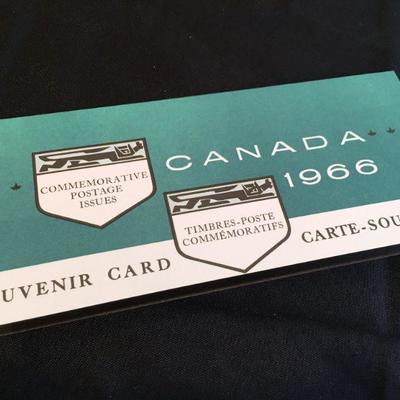 CANADA
1966
COMMEMORATIVE
POSTAGE
ISSUES
TIMBRES-POSTE
COMMÉMORATIFS
UVENIR CARD
CARTE-SOU